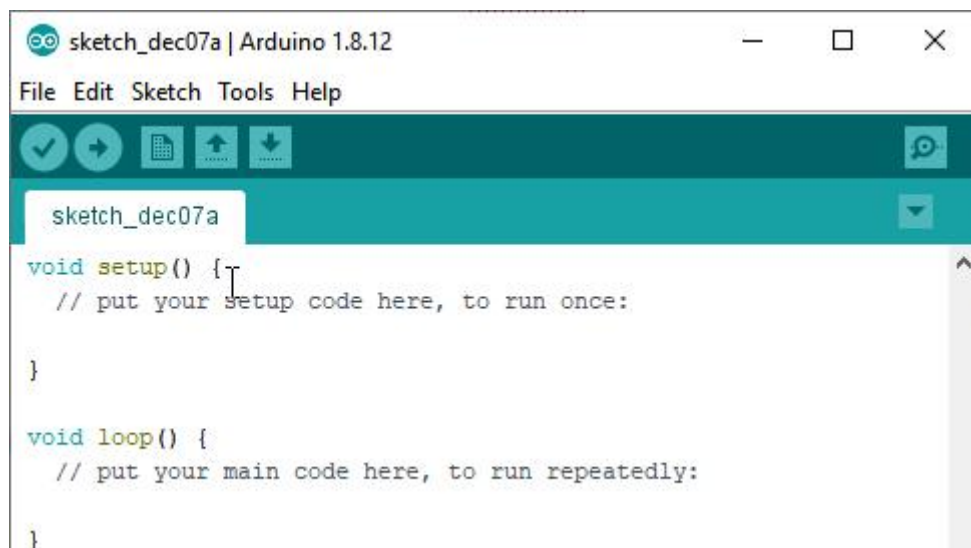 sketch_dec07a | Arduino 1.8.12
File Edit Sketch Tools Help
sketch_dec07a
void setup() {
  // put your setup code here, to run once:
}
void loop() {
  // put your main code here, to run repeatedly:
}